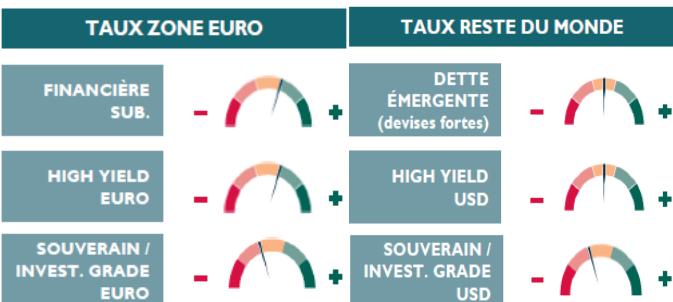 TAUX ZONE EURO
FINANCIÈRE
SUB.
-
+
HIGH YIELD
EURO
-
+
SOUVERAIN /
INVEST. GRADE
EURO
-
+
TAUX RESTE DU MONDE
DETTE
ÉMERGENTE
(devises fortes)
-
+
HIGH YIELD
USD
-
+
SOUVERAIN /
INVEST. GRADE
USD
-
+